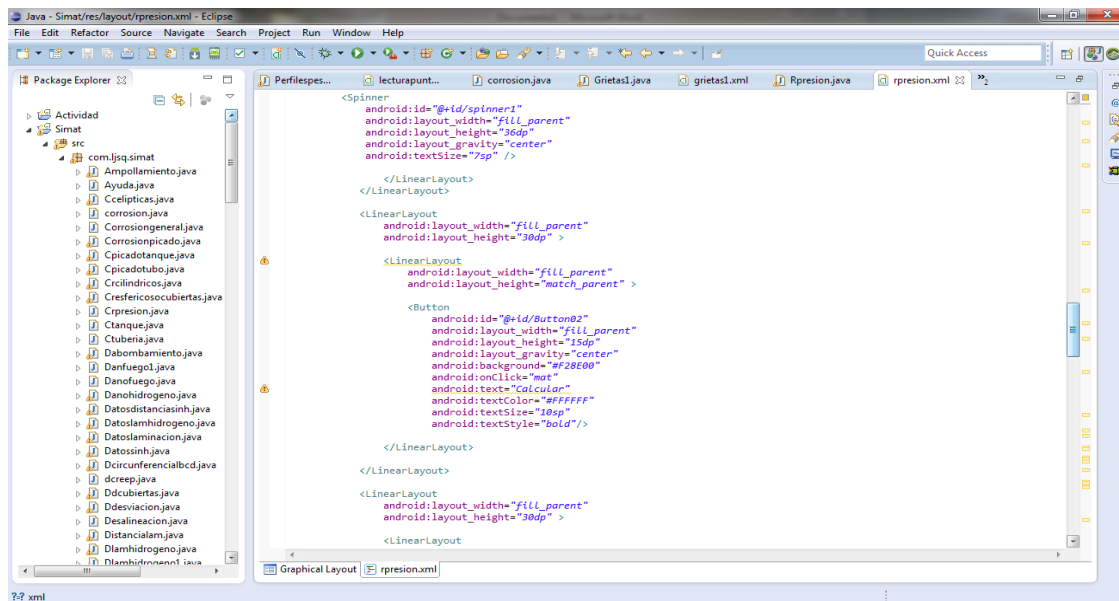 Java - Simat/res/layout/rpresion.xml - Eclipse
File Edit Refactor Source Navigate Search Project Run Window Help
Quick Access
Package Explorer
Perfilespes...
lecturapunt...
corrosion.java
Grietas1.java
grietas1.xml
Rpresion.java
rpresion.xml
»2
Actividad
Simat
src
com.ljsq.simat
Ampollamiento.java
Ayuda.java
Ccelipticas.java
corrosion.java
Corrosiongeneral.java
Corrosionpicado.java
Cpicadotanque.java
Cpicadotubo.java
Crcilindricos.java
Cresfericosocubiertas.java
Crpresion.java
Ctanque.java
Ctuberia.java
Dabombamiento.java
Danfuego1.java
Danofuego.java
Danohidrogeno.java
Datosdistanciasinh.java
Datoslamhidrogeno.java
Datoslaminacion.java
Datossinh.java
Dcircunferencialbcd.java
dcreep.java
Ddcubiertas.java
Ddesviacion.java
Desalineacion.java
Distancialam.java
Dlamhidrogeno.java
Dlamhidrogeno1.java
<Spinner
android:id="@+id/spinner1"
android:layout_width="fill_parent"
android:layout_height="36dp"
android:layout_gravity="center"
android:textSize="7sp" />
</LinearLayout>
</LinearLayout>
<LinearLayout
android:layout_width="fill_parent"
android:layout_height="30dp" >
<LinearLayout
android:layout_width="fill_parent"
android:layout_height="match_parent" >
<Button
android:id="@+id/Button02"
android:layout_width="fill_parent"
android:layout_height="15dp"
android:layout_gravity="center"
android:background="#F28E00"
android:onClick="mat"
android:text="Calcular"
android:textColor="#FFFFFF"
android:textSize="10sp"
android:textStyle="bold"/>
</LinearLayout>
</LinearLayout>
<LinearLayout
android:layout_width="fill_parent"
android:layout_height="30dp" >
<LinearLayout
Graphical Layout
rpresion.xml
?-? xml